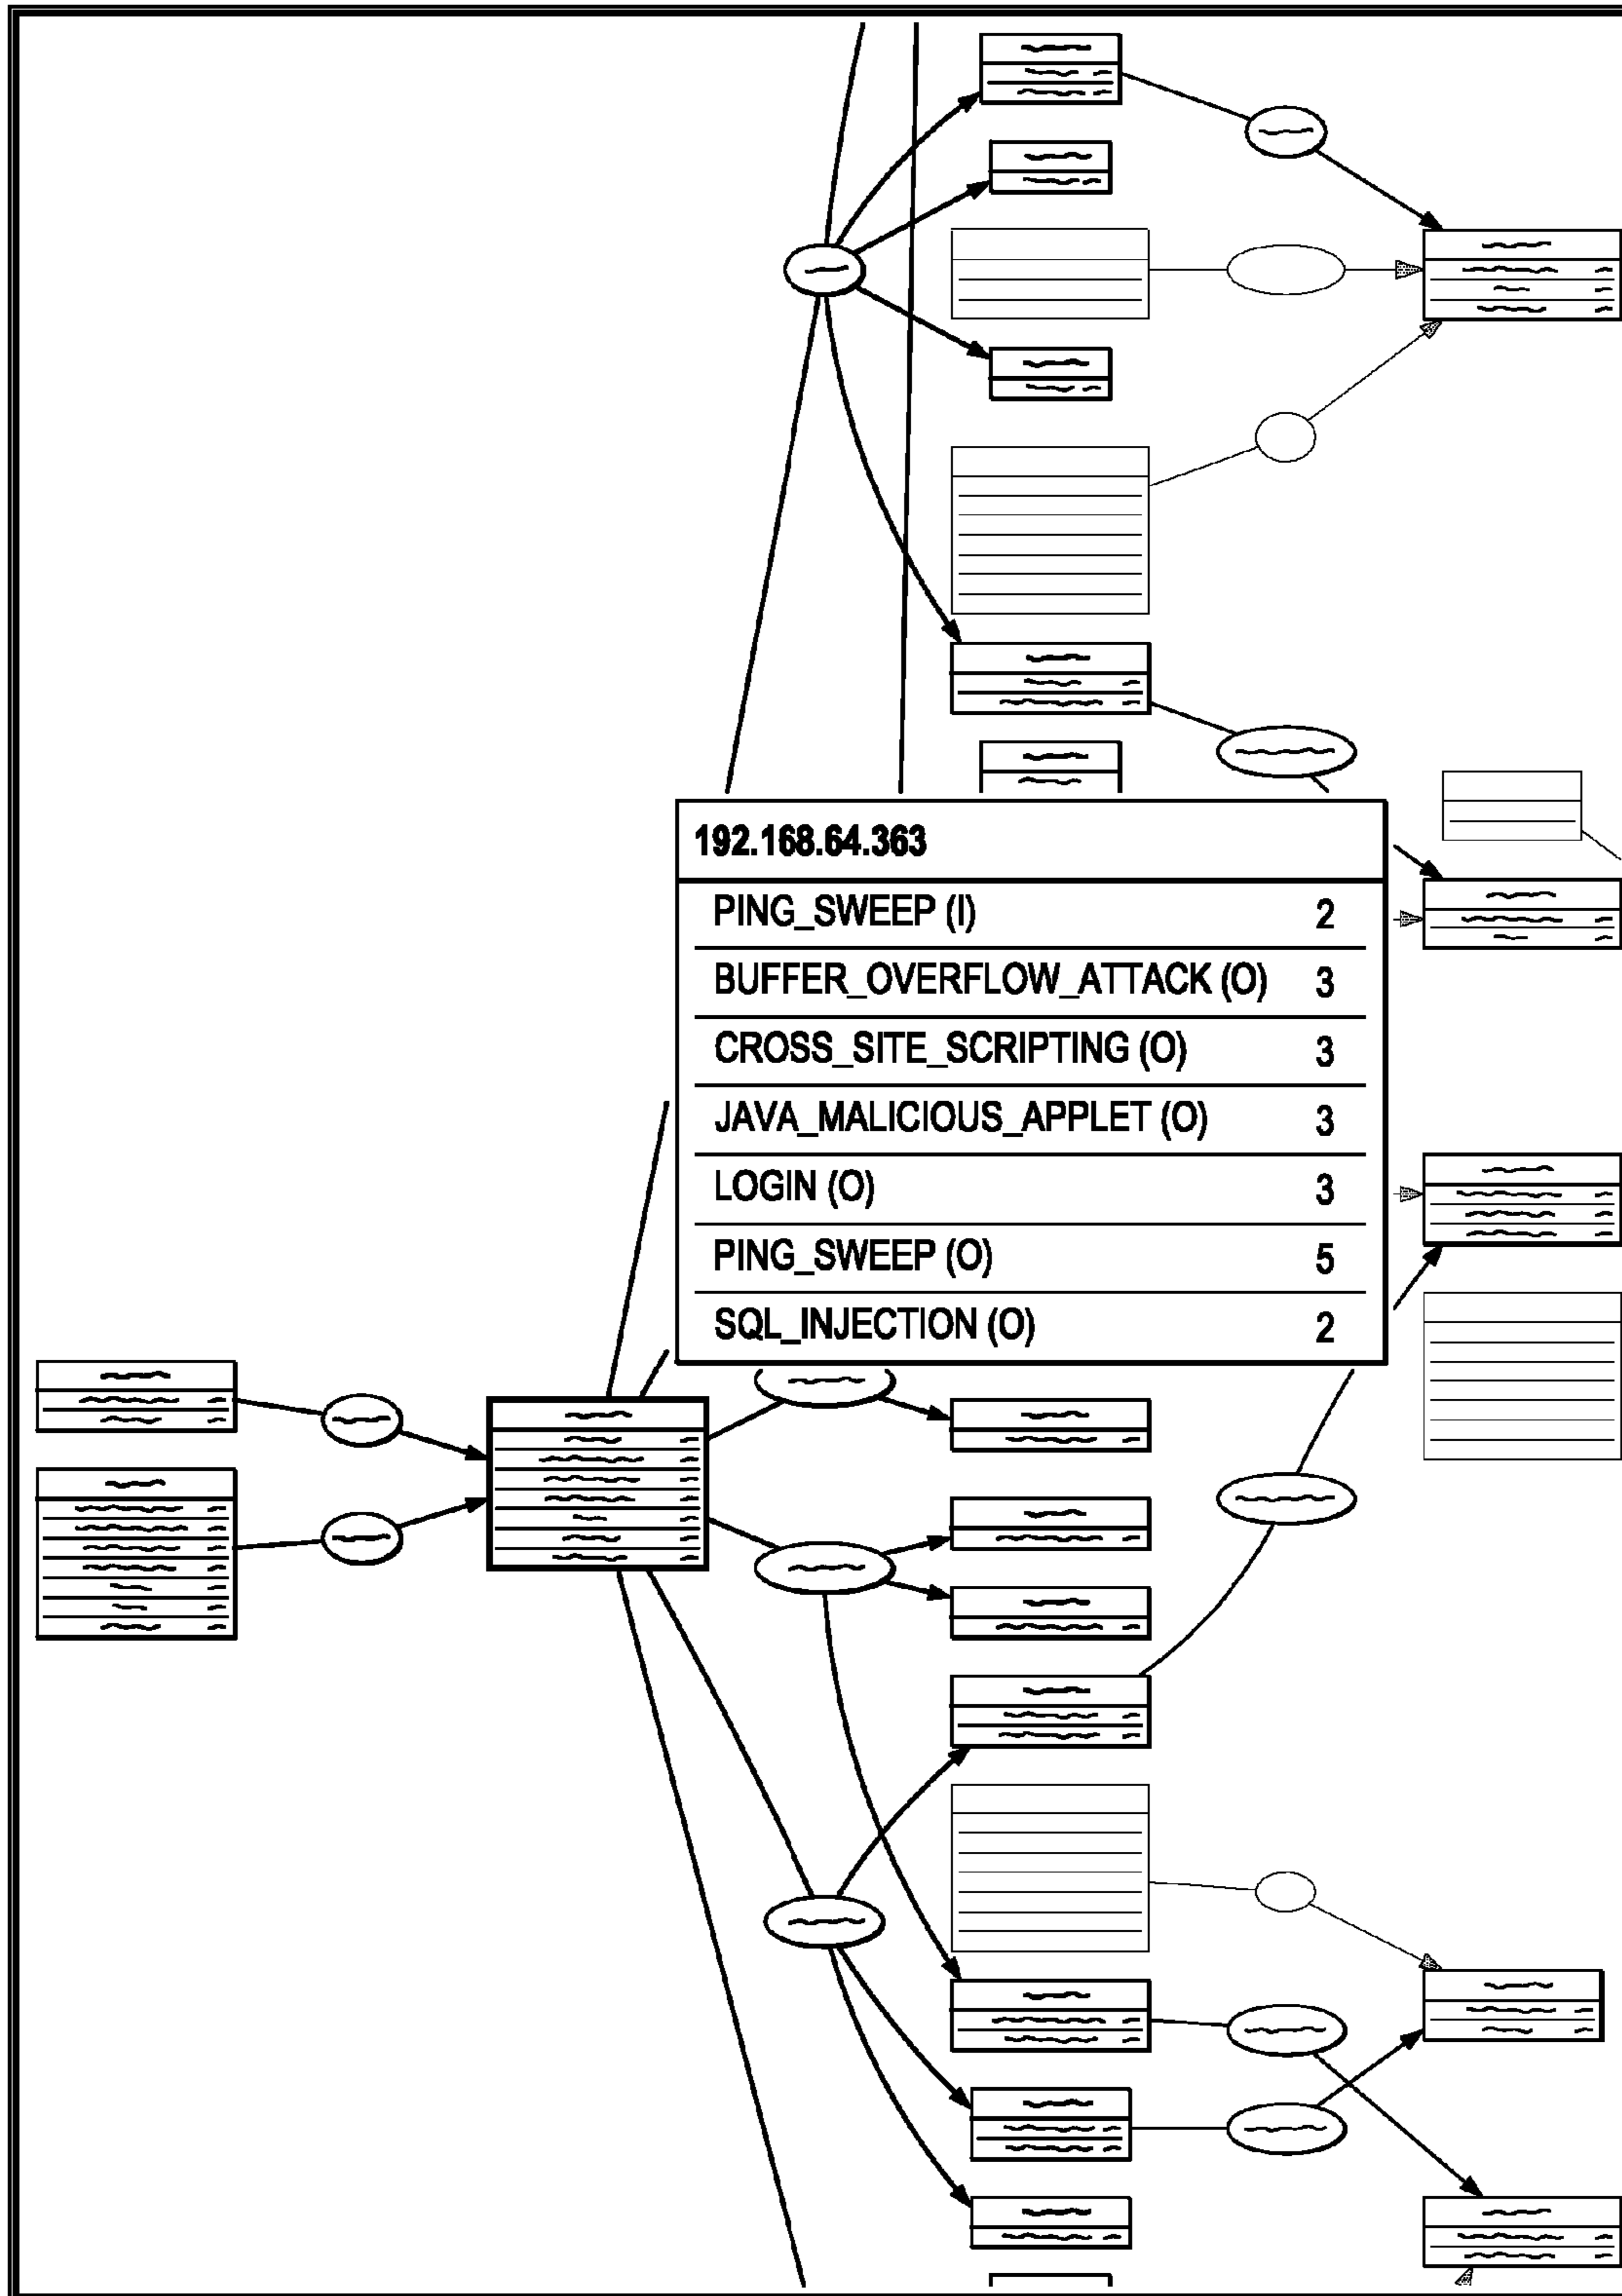 192.168.64.363
PING_SWEEP (I) 2
BUFFER_OVERFLOW_ATTACK (O) 3
CROSS_SITE_SCRIPTING (O) 3
JAVA_MALICIOUS_APPLET (O) 3
LOGIN (O) 3
PING_SWEEP (O) 5
SQL_INJECTION (O) 2